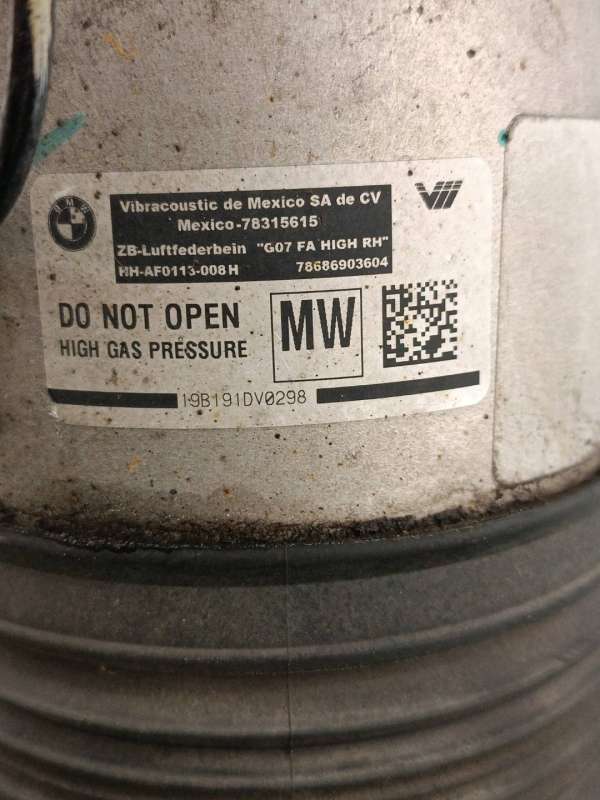 BMW
Vibracoustic de Mexico SA de CV
Mexico-78315615
ZB-Luftfederbein "G07 FA HIGH RH"
HH-AF0113-008H 78686903604
DO NOT OPEN
HIGH GAS PRESSURE
MW
19B191DV0298